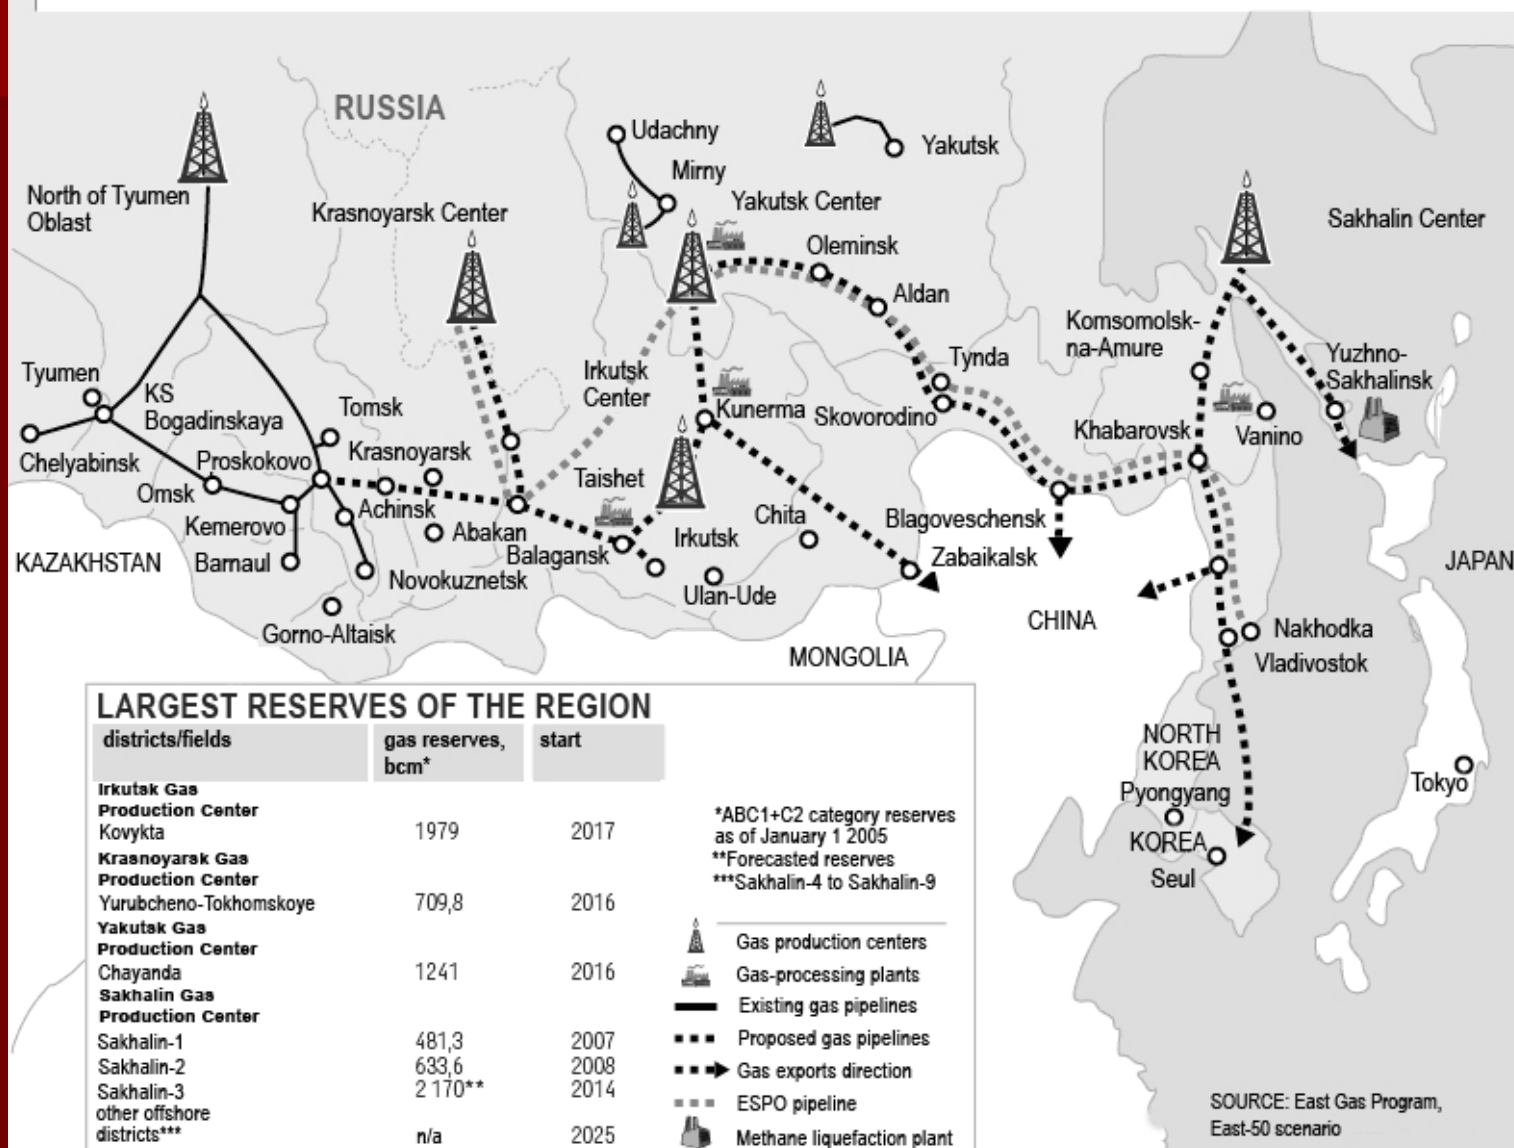 RUSSIA
Udachny
Mirny
Yakutsk
North of Tyumen
Oblast
Krasnoyarsk Center
Yakutsk Center
Sakhalin Center
Oleminsk
Aldan
Komsomolsk-
na-Amure
Tyumen
KS
Bogadinskaya
Tomsk
Irkutsk
Center
Tynda
Yuzhno-
Sakhalinsk
Kunerma
Skovorodino
Chelyabinsk
Proskokovo
Krasnoyarsk
Khabarovsk
Vanino
Omsk
Taishet
Kemerovo
Achinsk
Chita
Blagoveschensk
KAZAKHSTAN
Barnaul
Abakan
Balagansk
Irkutsk
Zabaikalsk
JAPAN
Novokuznetsk
Ulan-Ude
Gorno-Altaisk
CHINA
Nakhodka
MONGOLIA
Vladivostok
NORTH
KOREA
Pyongyang
Tokyo
KOREA
Seul
LARGEST RESERVES OF THE REGION
districts/fields gas reserves, start
bcm*
Irkutsk Gas
Production Center
Kovykta 1979 2017
Krasnoyarsk Gas
Production Center
Yurubcheno-Tokhomskoye 709,8 2016
Yakutsk Gas
Production Center
Chayanda 1241 2016
Sakhalin Gas
Production Center
Sakhalin-1 481,3 2007
Sakhalin-2 633,6 2008
Sakhalin-3 2 170** 2014
other offshore
districts*** n/a 2025
*ABC1+C2 category reserves
as of January 1 2005
**Forecasted reserves
***Sakhalin-4 to Sakhalin-9
Gas production centers
Gas-processing plants
Existing gas pipelines
Proposed gas pipelines
Gas exports direction
ESPO pipeline
Methane liquefaction plant
SOURCE: East Gas Program,
East-50 scenario